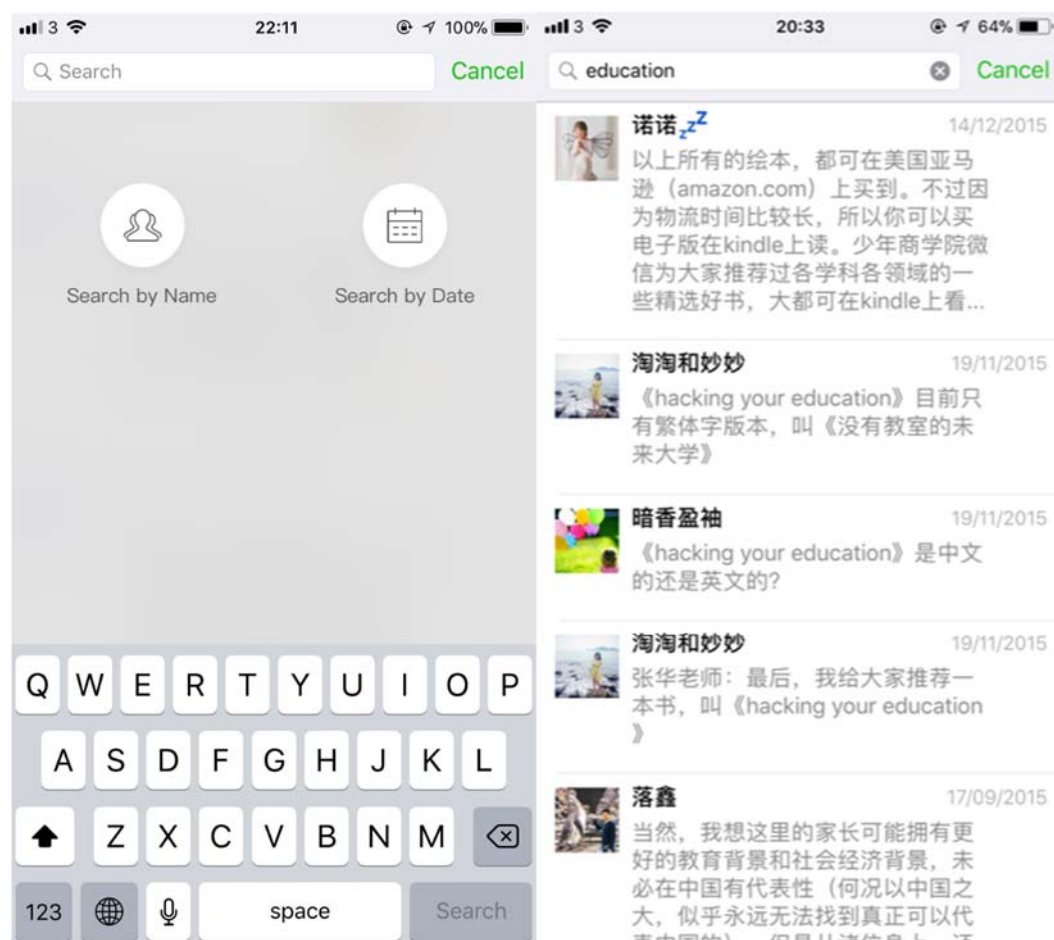 3
22:11
100%
Search
Cancel
Search by Name
Search by Date
Q W E R T Y U I O P
A S D F G H J K L
Z X C V B N M
123
space
Search
3
20:33
64%
education
Cancel
诺诺zzZ
14/12/2015
以上所有的绘本，都可在美国亚马
逊（amazon.com）上买到。不过因
为物流时间比较长，所以你可以买
电子版在kindle上读。少年商学院微
信为大家推荐过各学科各领域的一
些精选好书，大都可在kindle上看...
淘淘和妙妙
19/11/2015
《hacking your education》目前只
有繁体字版本，叫《没有教室的未
来大学》
暗香盈袖
19/11/2015
《hacking your education》是中文
的还是英文的?
淘淘和妙妙
19/11/2015
张华老师：最后，我给大家推荐一
本书，叫《hacking your education
》
落鑫
17/09/2015
当然，我想这里的家长可能拥有更
好的教育背景和社会经济背景，未
必在中国有代表性（何况以中国之
大，似乎永远无法找到真正可以代